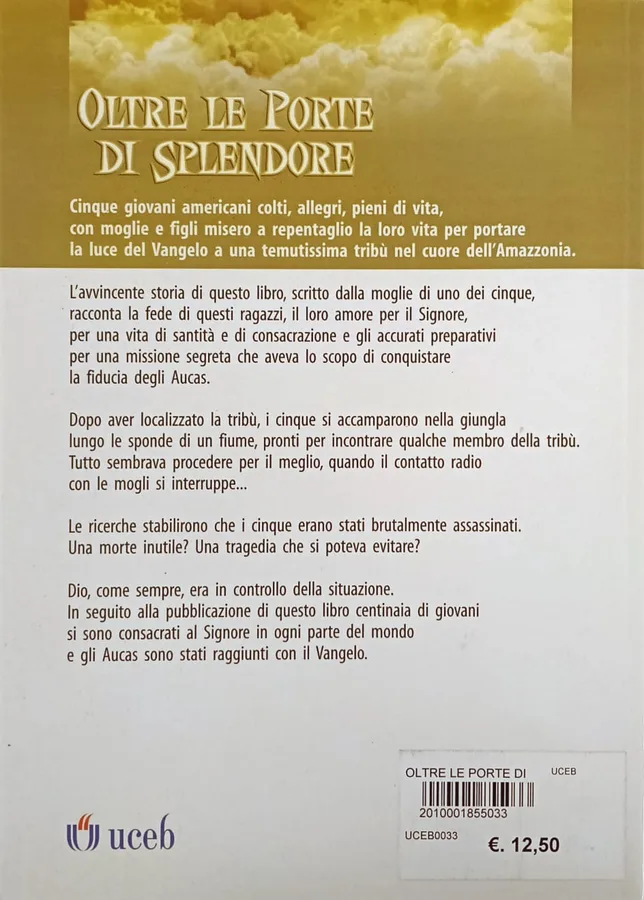 OLTRE LE PORTE
DI SPLENDORE
Cinque giovani americani colti, allegri, pieni di vita,
con moglie e figli misero a repentaglio la loro vita per portare
la luce del Vangelo a una temutissima tribù nel cuore dell'Amazzonia.
L'avvincente storia di questo libro, scritto dalla moglie di uno dei cinque,
racconta la fede di questi ragazzi, il loro amore per il Signore,
per una vita di santità e di consacrazione e gli accurati preparativi
per una missione segreta che aveva lo scopo di conquistare
la fiducia degli Aucas.
Dopo aver localizzato la tribù, i cinque si accamparono nella giungla
lungo le sponde di un fiume, pronti per incontrare qualche membro della tribù.
Tutto sembrava procedere per il meglio, quando il contatto radio
con le mogli si interruppe...
Le ricerche stabilirono che i cinque erano stati brutalmente assassinati.
Una morte inutile? Una tragedia che si poteva evitare?
Dio, come sempre, era in controllo della situazione.
In seguito alla pubblicazione di questo libro centinaia di giovani
si sono consacrati al Signore in ogni parte del mondo
e gli Aucas sono stati raggiunti con il Vangelo.
OLTRE LE PORTE DI UCEB
2010001855033
UCEB0033
€. 12,50
uceb